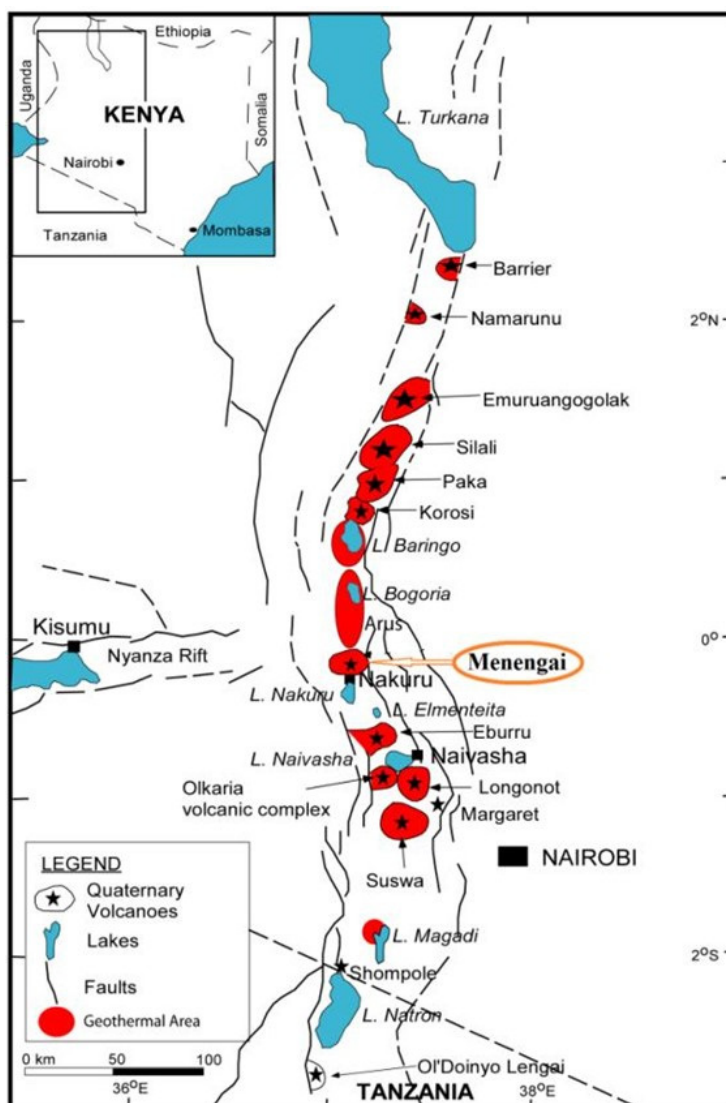 Ethiopia
Uganda
KENYA
Somalia
Nairobi
Tanzania
Mombasa
L. Turkana
Barrier
Namarunu
2°N
Emuruangogolak
Silali
Paka
Korosi
L. Baringo
L. Bogoria
Arus
Kisumu
0°
Nyanza Rift
Menengai
Nakuru
L. Nakuru
L. Elmenteita
Eburru
L. Naivasha
Naivasha
Olkaria
volcanic complex
Longonot
Margaret
NAIROBI
Suswa
LEGEND
Quaternary
Volcanoes
Lakes
Faults
Geothermal Area
L. Magadi
2°S
Shompole
L. Natron
0 km 50 100
36°E
Ol'Doinyo Lengai
TANZANIA
38°E